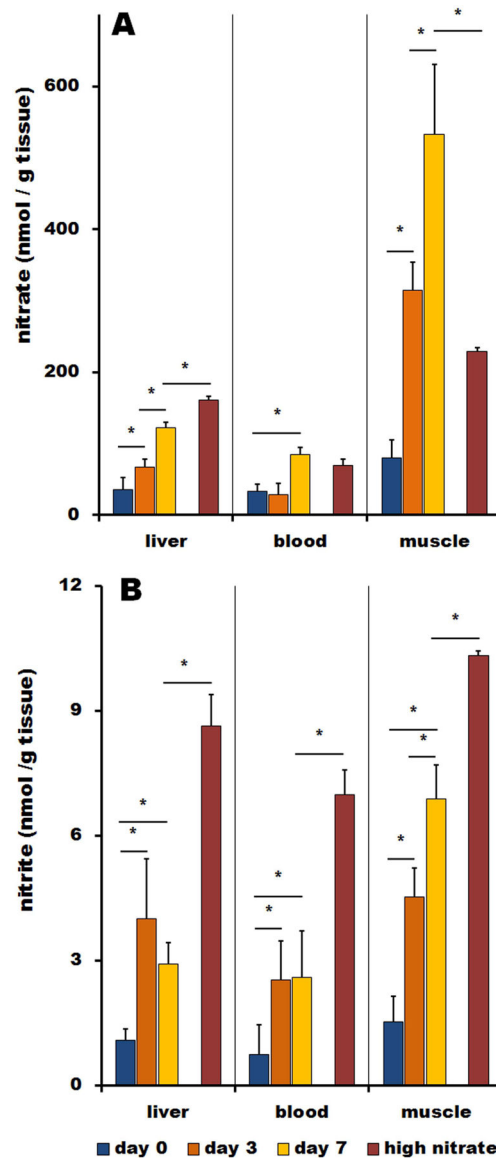 A
nitrate (nmol / g tissue)
600
400
200
0
* * * * * * *
liver blood muscle
B
nitrite (nmol /g tissue)
12
9
6
3
0
* * * * * * * * * *
liver blood muscle
day 0 day 3 day 7 high nitrate